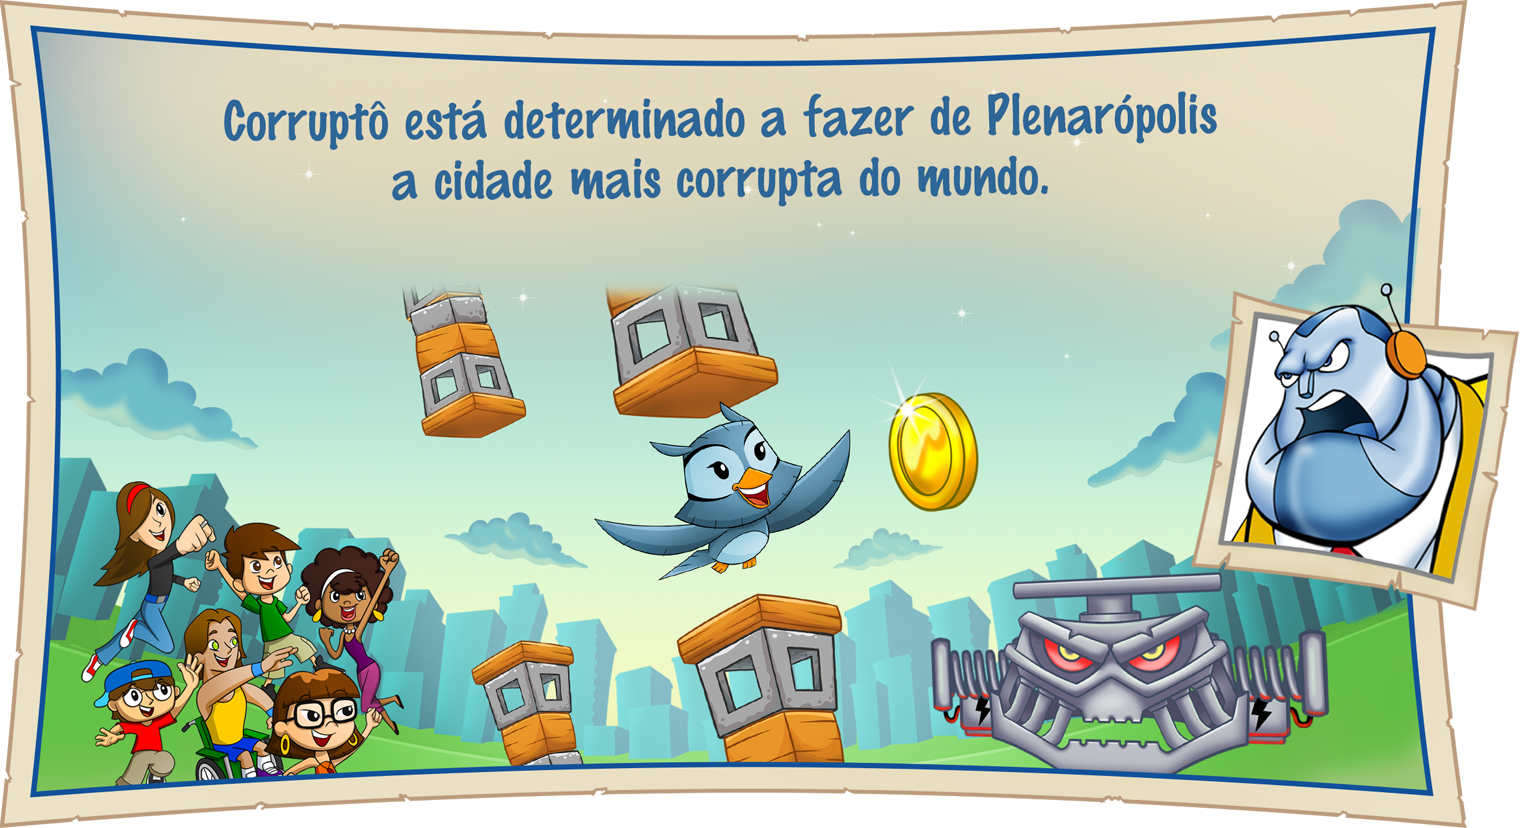 Corruptô está determinado a fazer de Plenarópolis
a cidade mais corrupta do mundo.